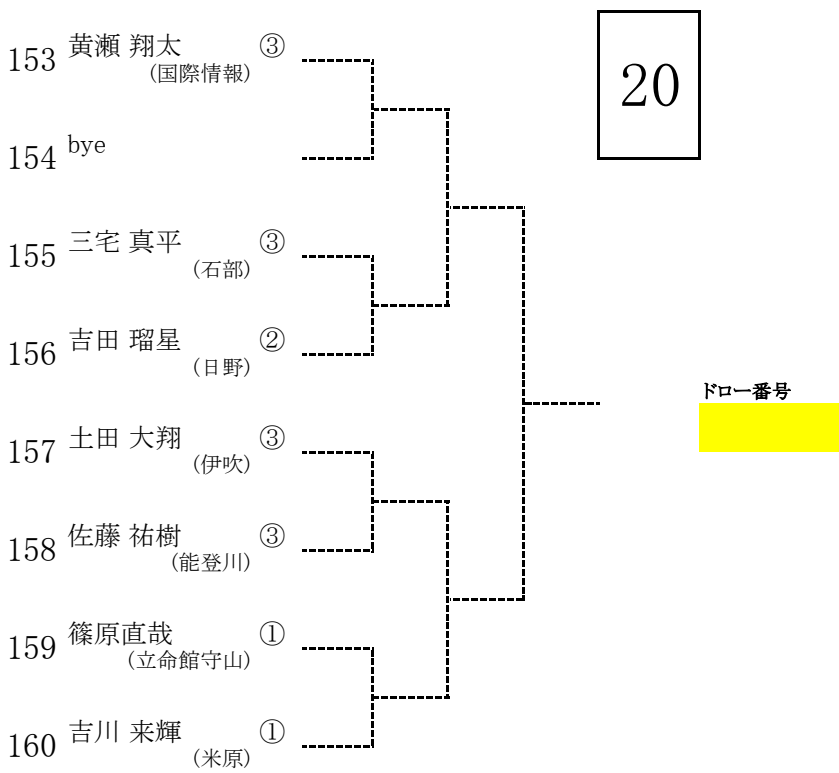 153 黄瀬 翔太 ③
(国際情報)
20
154 bye
155 三宅 真平 ③
(石部)
156 吉田 瑠星 ②
(日野)
ドロー番号
157 土田 大翔 ③
(伊吹)
158 佐藤 祐樹 ③
(能登川)
159 篠原直哉 ①
(立命館守山)
160 吉川 来輝 ①
(米原)